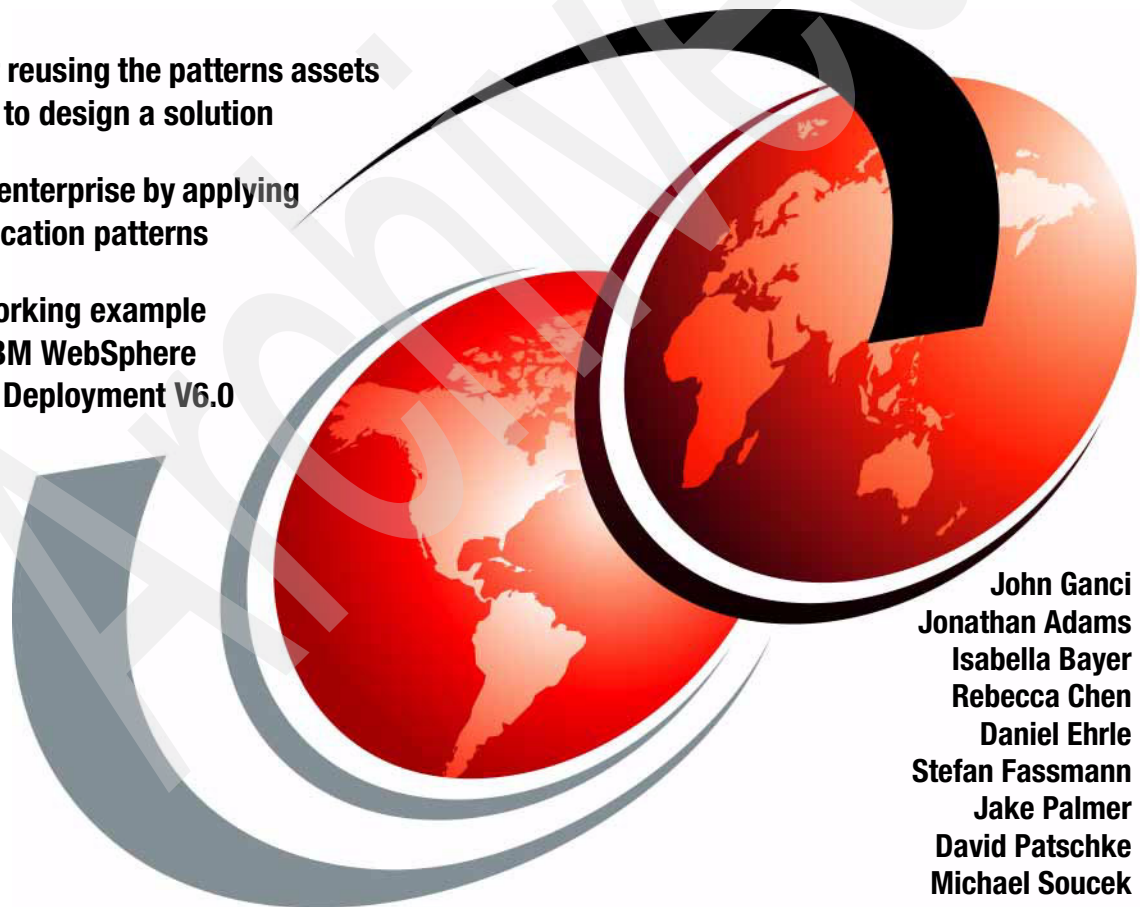 reusing the patterns assets
to design a solution
enterprise by applying
cation patterns
orking example
BM WebSphere
Deployment V6.0
John Ganci
Jonathan Adams
Isabella Bayer
Rebecca Chen
Daniel Ehrle
Stefan Fassmann
Jake Palmer
David Patschke
Michael Soucek
Archive